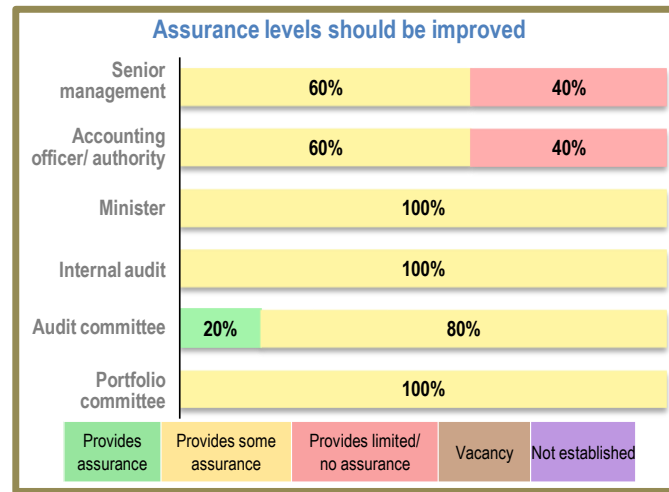 Assurance levels should be improved
Senior
management
60%
40%
Accounting
officer/ authority
60%
40%
Minister
100%
Internal audit
100%
Audit committee
20%
80%
Portfolio
committee
100%
Provides
assurance
Provides some
assurance
Provides limited/
no assurance
Vacancy
Not established